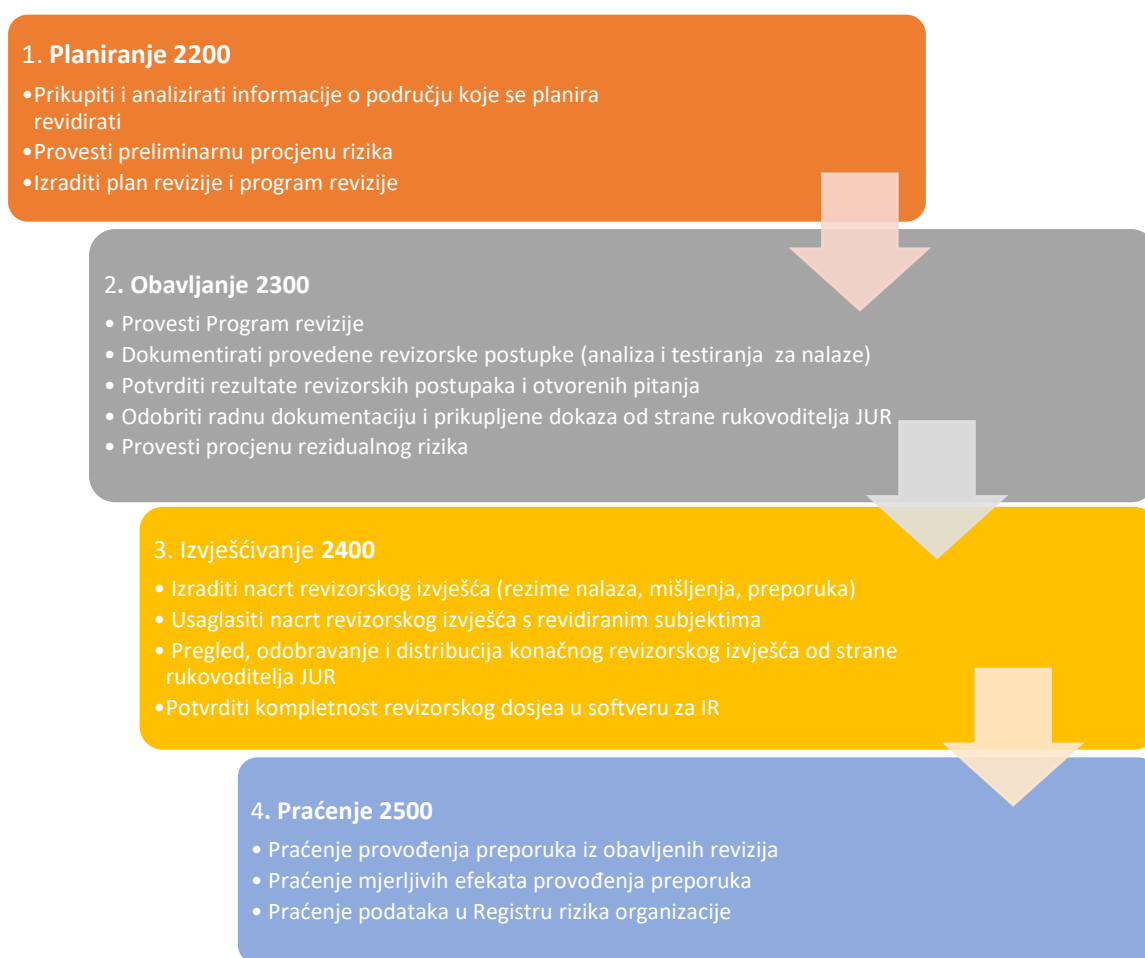 1. Planiranje 2200
•Prikupiti i analizirati informacije o području koje se planira
revidirati
•Provesti preliminarnu procjenu rizika
•Izraditi plan revizije i program revizije
2. Obavljanje 2300
• Provesti Program revizije
• Dokumentirati provedene revizorske postupke (analiza i testiranja za nalaze)
• Potvrditi rezultate revizorskih postupaka i otvorenih pitanja
• Odobriti radnu dokumentaciju i prikupljene dokaza od strane rukovoditelja JUR
• Provesti procjenu rezidualnog rizika
3. Izvješćivanje 2400
• Izraditi nacrt revizorskog izvješća (rezime nalaza, mišljenja, preporuka)
• Usaglasiti nacrt revizorskog izvješća s revidiranim subjektima
• Pregled, odobravanje i distribucija konačnog revizorskog izvješća od strane
rukovoditelja JUR
•Potvrditi kompletnost revizorskog dosjea u softveru za IR
4. Praćenje 2500
• Praćenje provođenja preporuka iz obavljenih revizija
• Praćenje mjerljivih efekata provođenja preporuka
• Praćenje podataka u Registru rizika organizacije